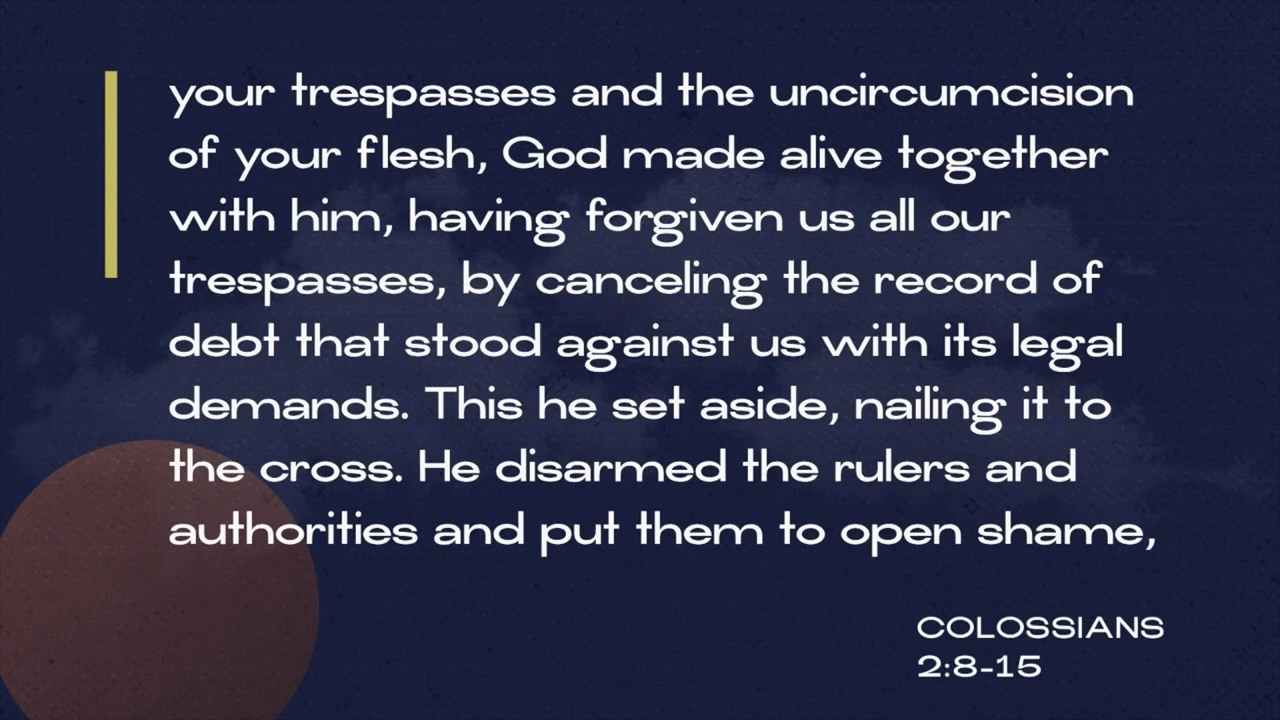 your trespasses and the uncircumcision
of your flesh, God made alive together
with him, having forgiven us all our
trespasses, by canceling the record of
debt that stood against us with its legal
demands. This he set aside, nailing it to
the cross. He disarmed the rulers and
authorities and put them to open shame,
COLOSSIANS
2:8-15